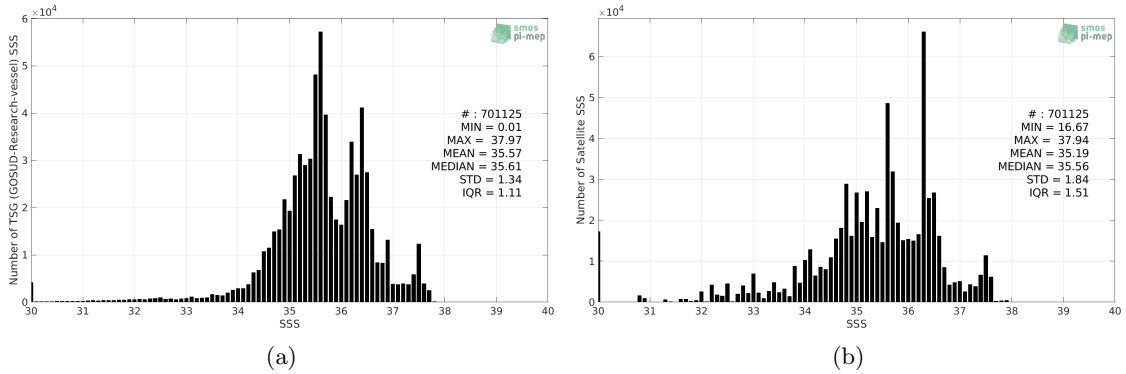 ×10⁴
6
5
4
3
2
1
0
Number of TSG (GOSUD-Research-vessel) SSS
smos
pi-mep
# : 701125
MIN = 0.01
MAX = 37.97
MEAN = 35.57
MEDIAN = 35.61
STD = 1.34
IQR = 1.11
30 31 32 33 34 35 36 37 38 39 40
SSS
(a)
×10⁴
6
5
4
3
2
1
0
Number of Satellite SSS
smos
pi-mep
# : 701125
MIN = 16.67
MAX = 37.94
MEAN = 35.19
MEDIAN = 35.56
STD = 1.84
IQR = 1.51
30 31 32 33 34 35 36 37 38 39 40
SSS
(b)